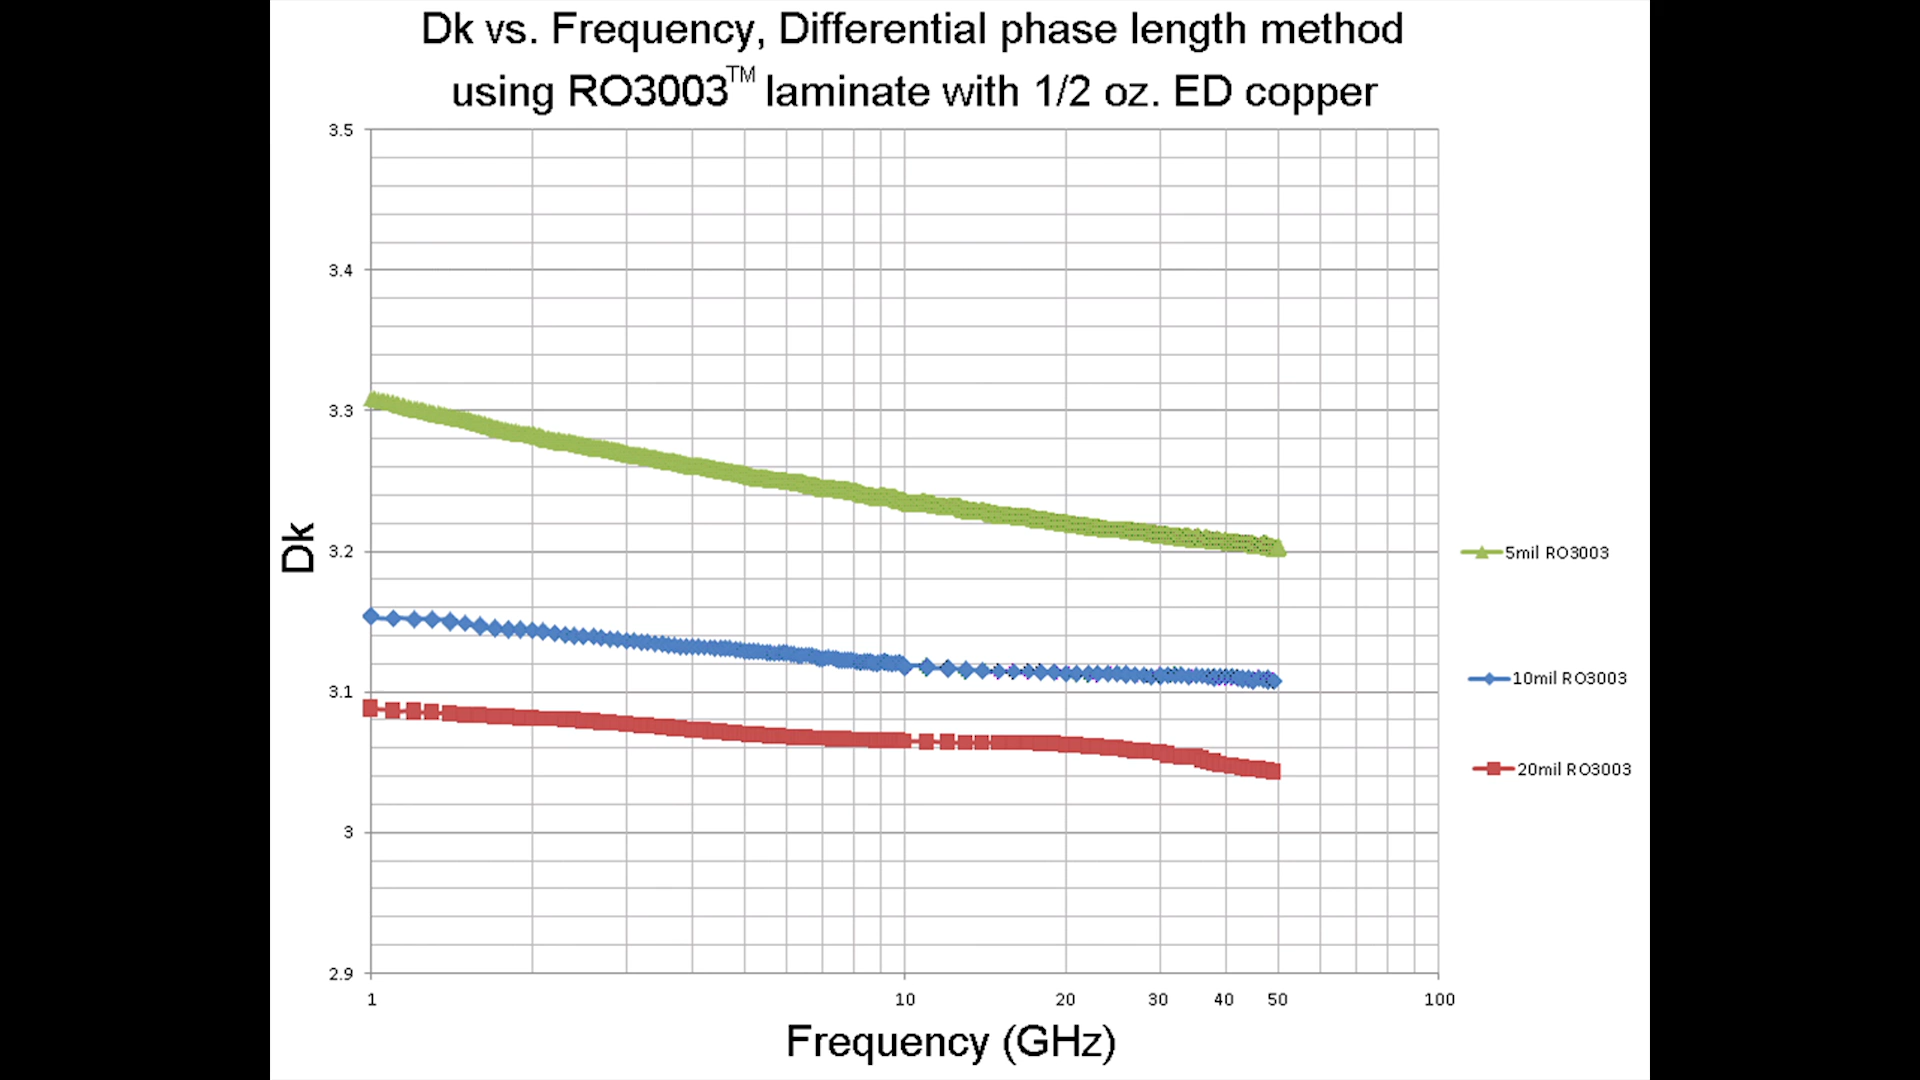 Dk vs. Frequency, Differential phase length method
using RO3003™ laminate with 1/2 oz. ED copper
3.5
3.4
3.3
3.2
3.1
3
2.9
Dk
1
10
20
30
40
50
100
Frequency (GHz)
5mil RO3003
10mil RO3003
20mil RO3003